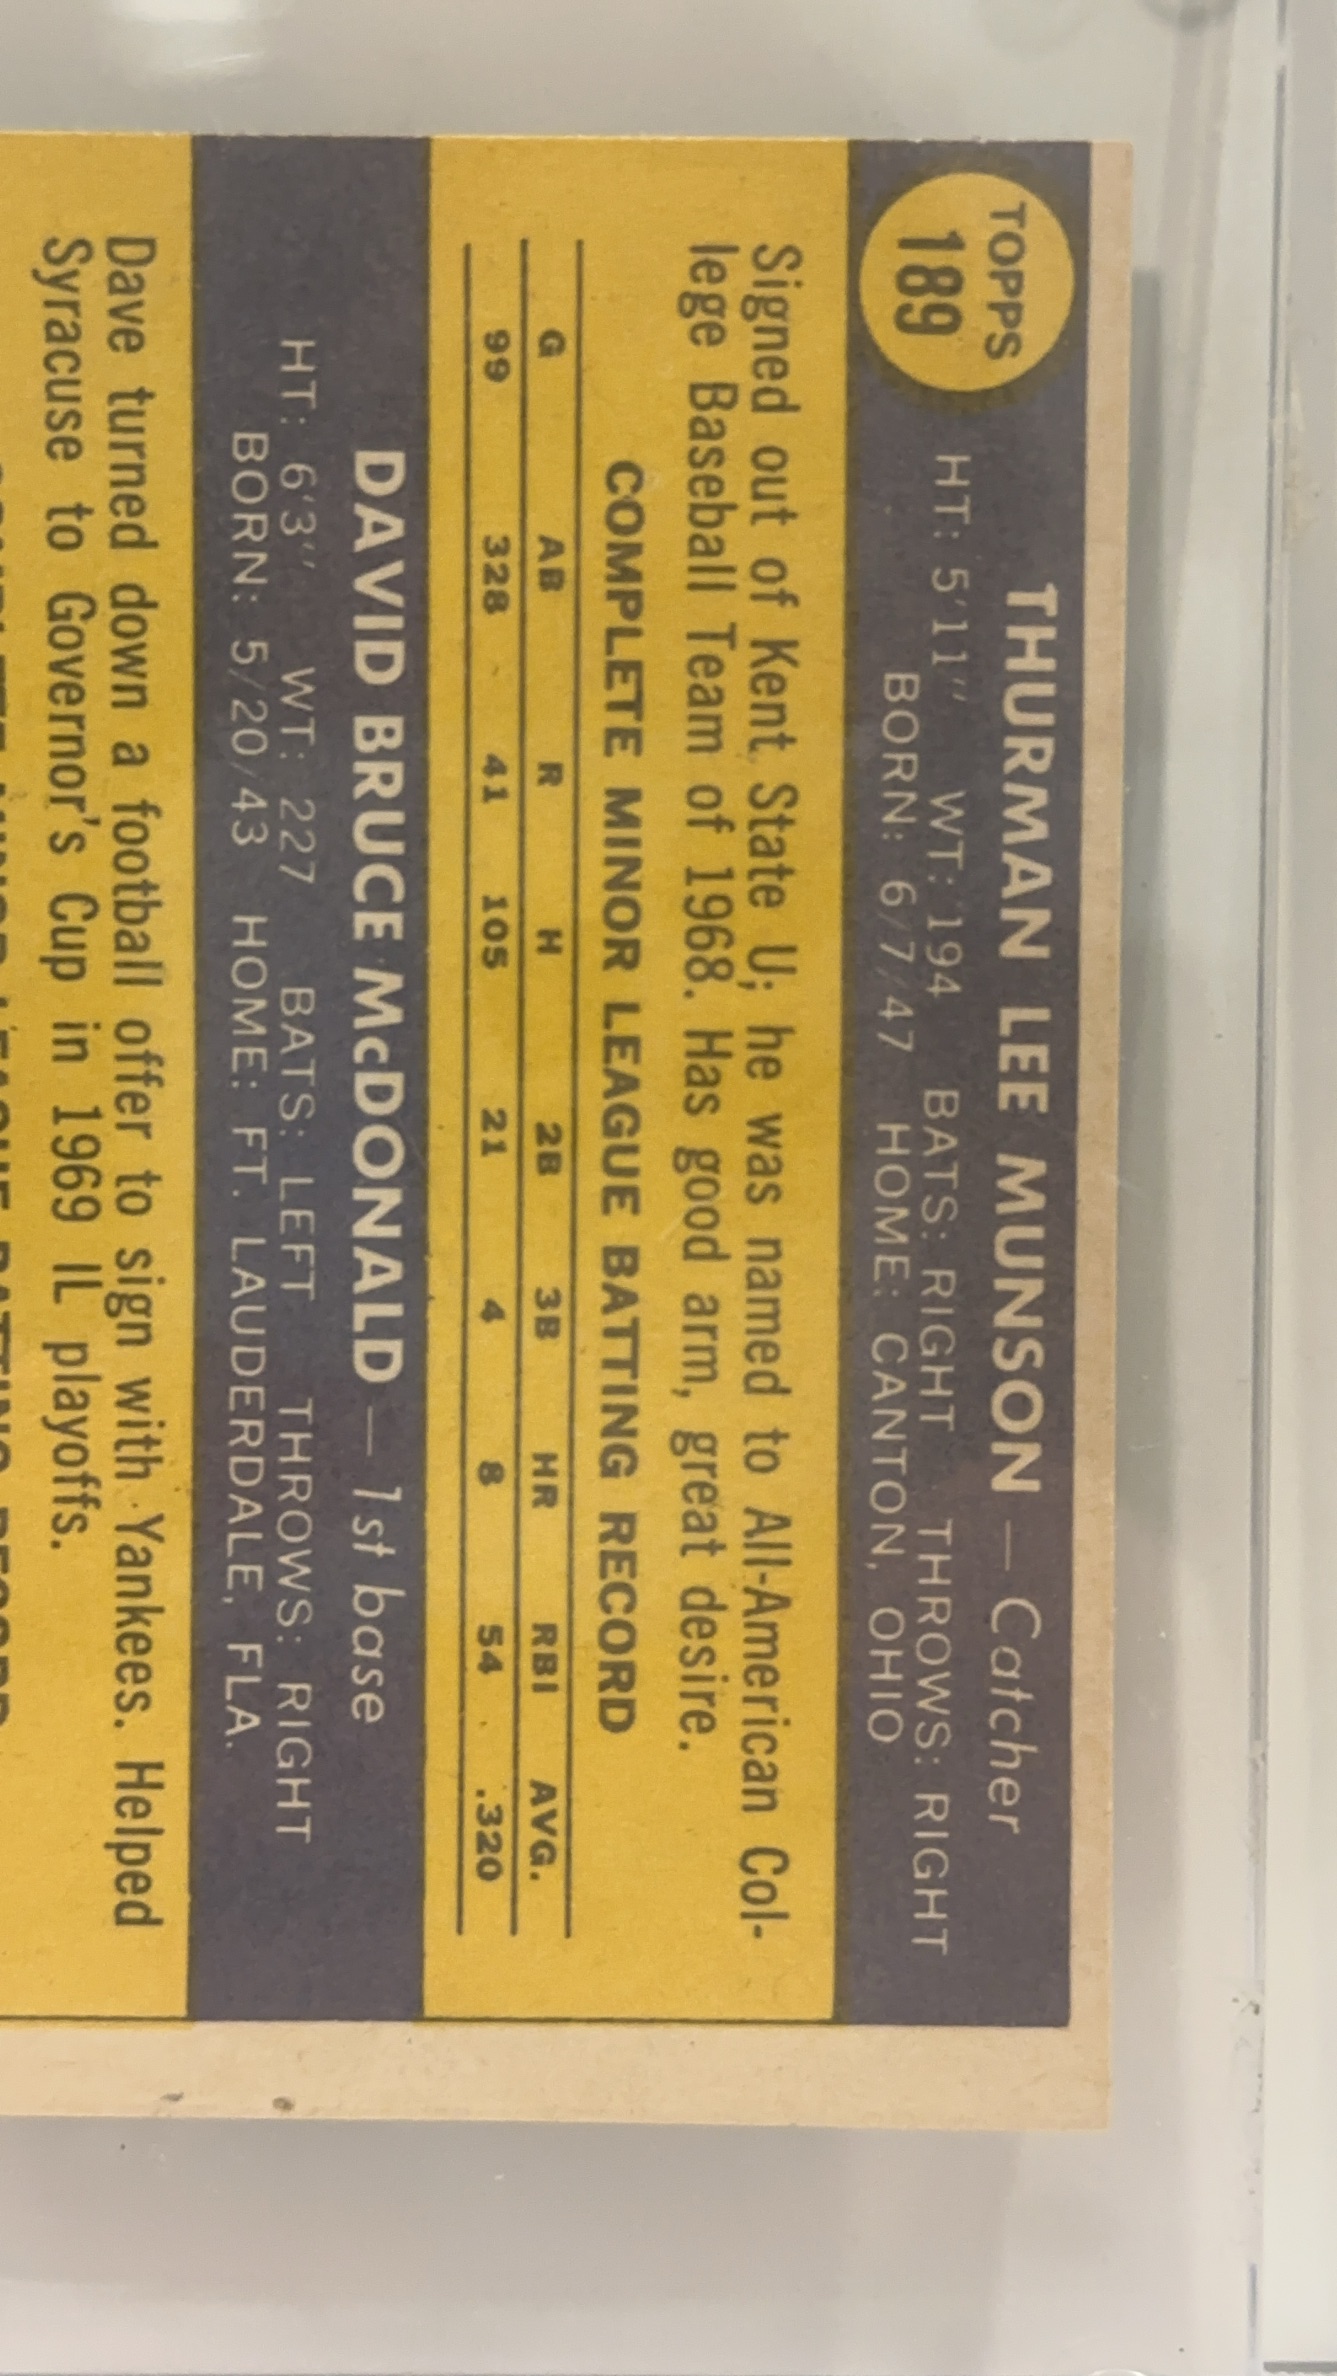 TOPPS
189
THURMAN LEE MUNSON — Catcher
HT: 5'11" WT: 194 BATS: RIGHT THROWS: RIGHT
BORN: 6/7/47 HOME: CANTON, OHIO
Signed out of Kent State U; he was named to All-American Col-
lege Baseball Team of 1968. Has good arm, great desire.
COMPLETE MINOR LEAGUE BATTING RECORD
G AB R H 2B 3B HR RBI AVG.
99 328 41 105 21 4 8 54 .320
DAVID BRUCE McDONALD — 1st base
HT: 6'3" WT: 227 BATS: LEFT THROWS: RIGHT
BORN: 5/20/43 HOME: FT. LAUDERDALE, FLA.
Dave turned down a football offer to sign with Yankees. Helped
Syracuse to Governor's Cup in 1969 IL playoffs.